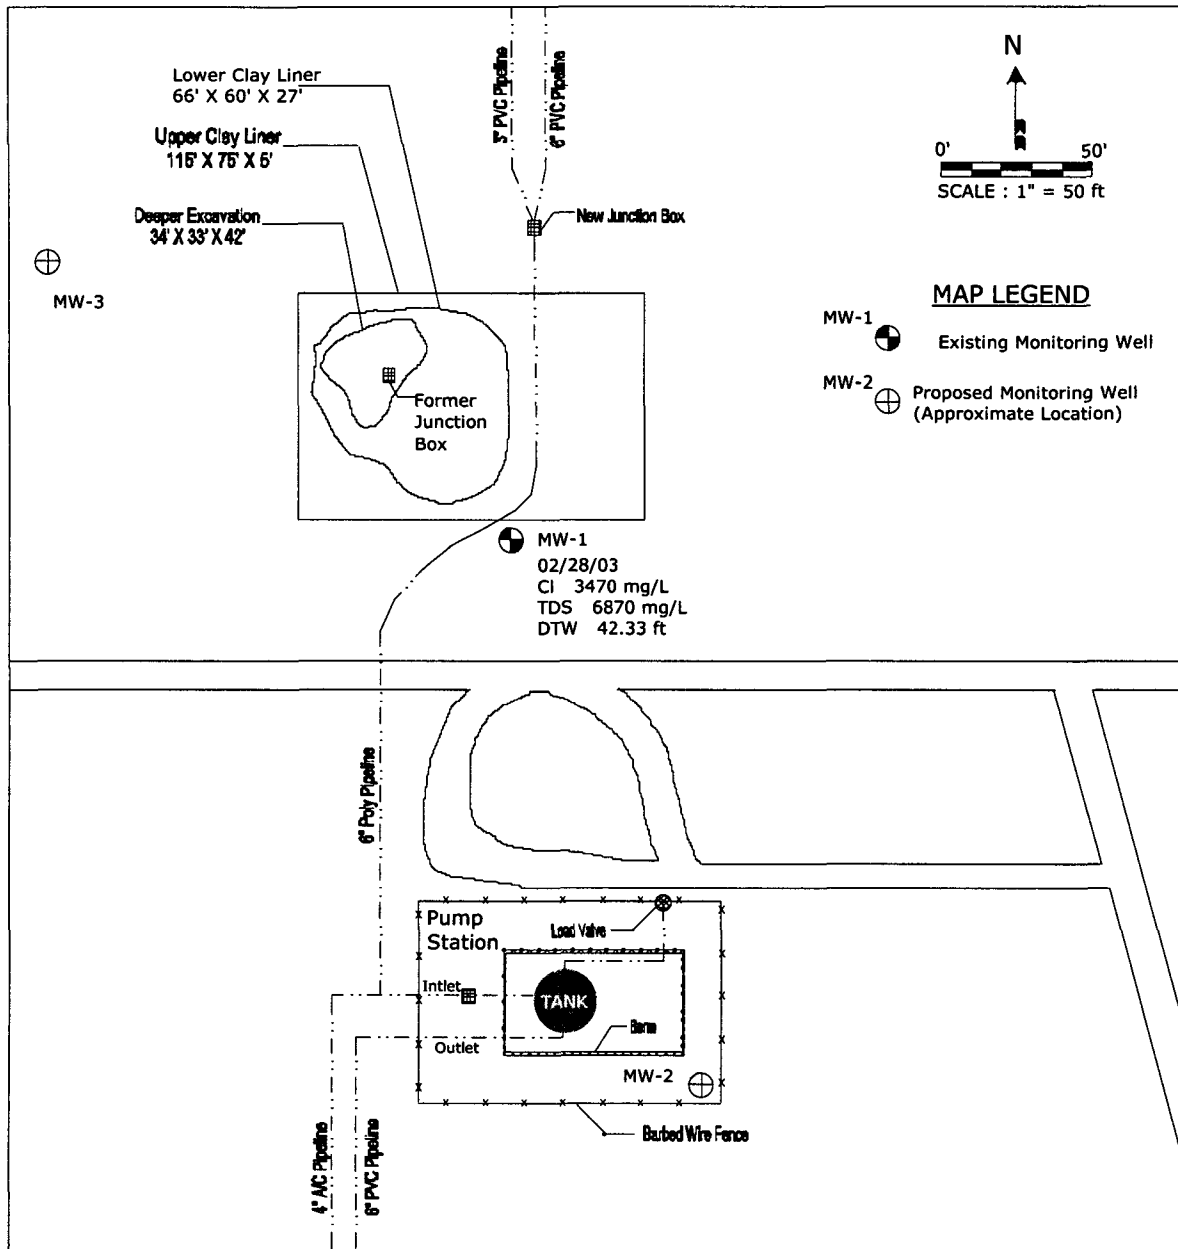 Lower Clay Liner
66' X 60' X 27'
Upper Clay Liner
115' X 75' X 5'
Deeper Excavation
34' X 33' X 42'
MW-3
PVC Pipeline
6" PVC Pipeline
New Junction Box
N
0' 50'
SCALE : 1" = 50 ft
MAP LEGEND
MW-1
Existing Monitoring Well
MW-2
Proposed Monitoring Well
(Approximate Location)
Former
Junction
Box
MW-1
02/28/03
Cl 3470 mg/L
TDS 6870 mg/L
DTW 42.33 ft
6" Poly Pipeline
Pump
Station
Load Valve
Intlet
TANK
Outlet
Berm
MW-2
Barbed Wire Fence
4" A/C Pipeline
6" PVC Pipeline